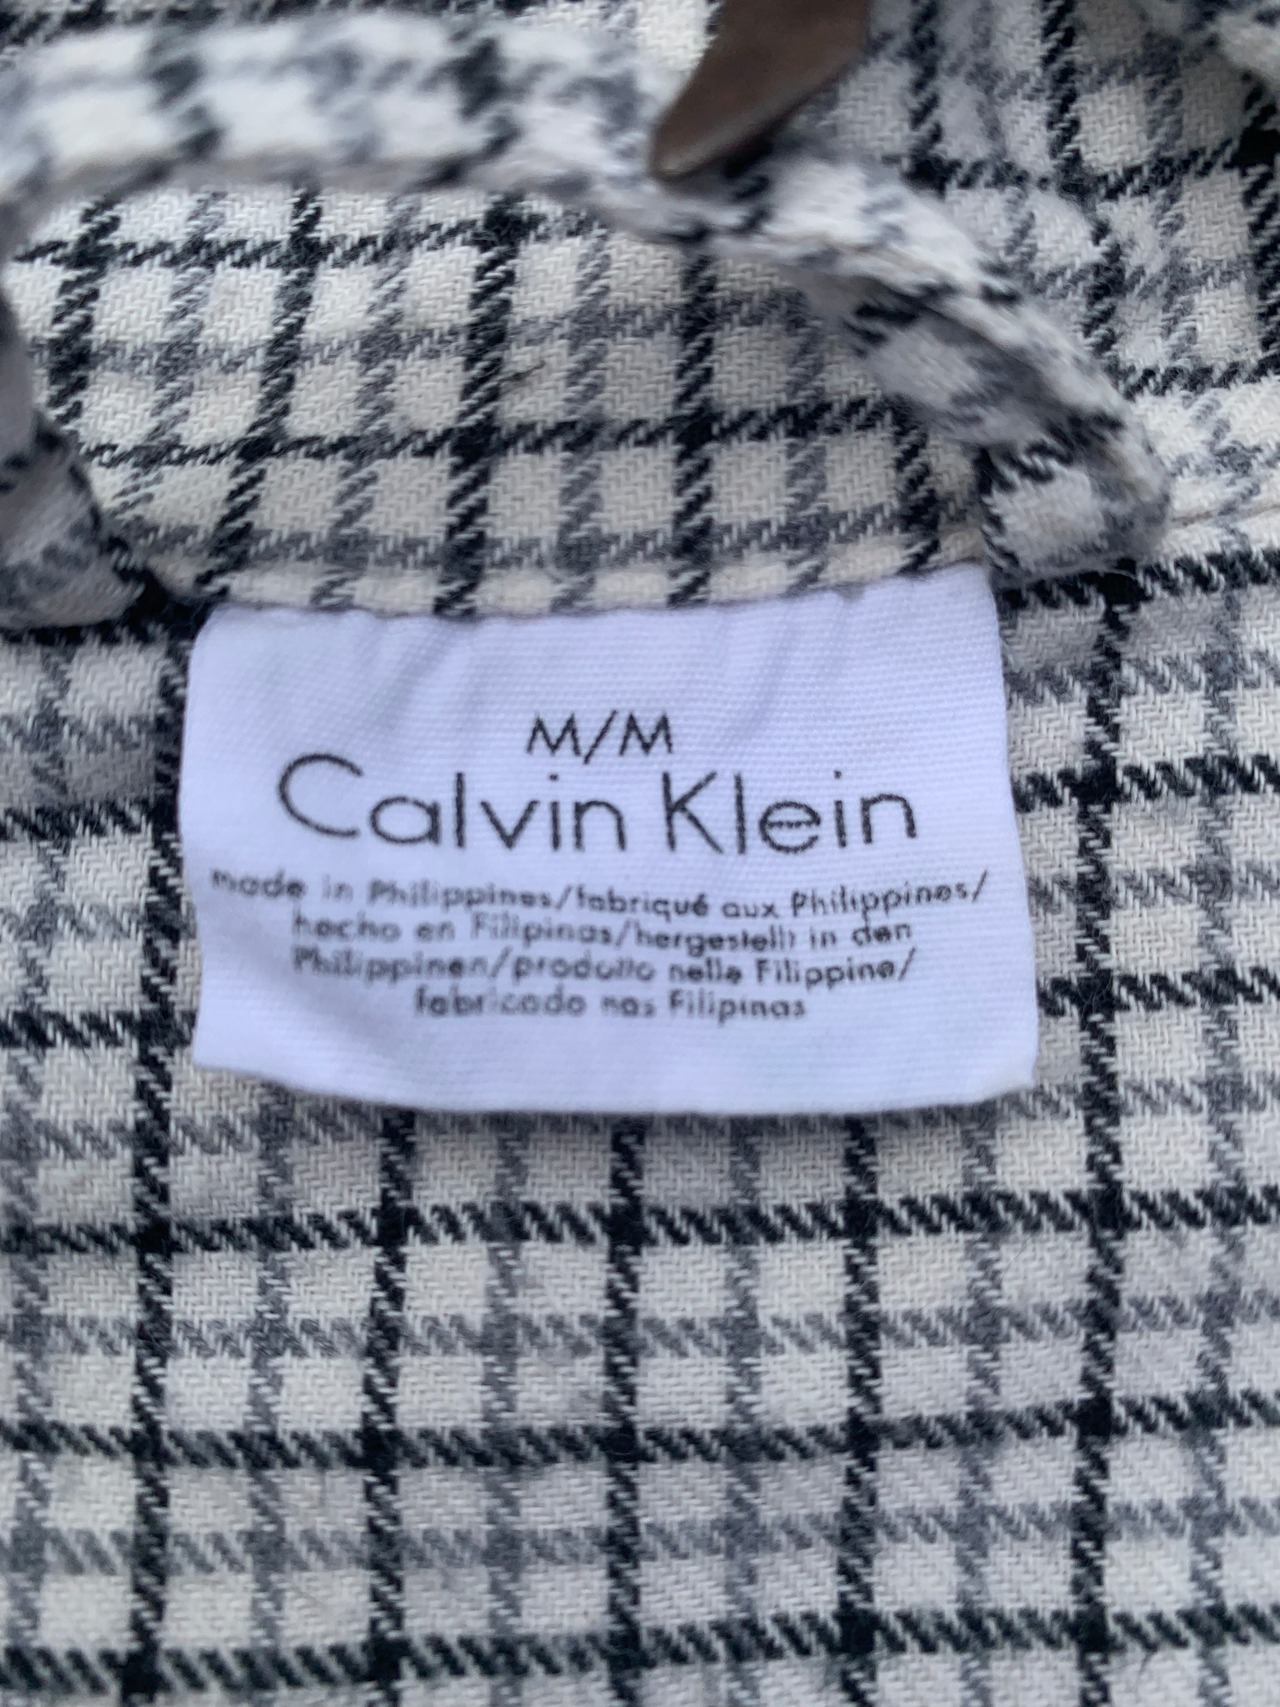 M/M
Calvin Klein
made in Philippines/fabriqué aux Philippines/
hecho en Filipinas/hergestellt in den
Philippinen/prodotto nelle Filippine/
fabricado nas Filipinas